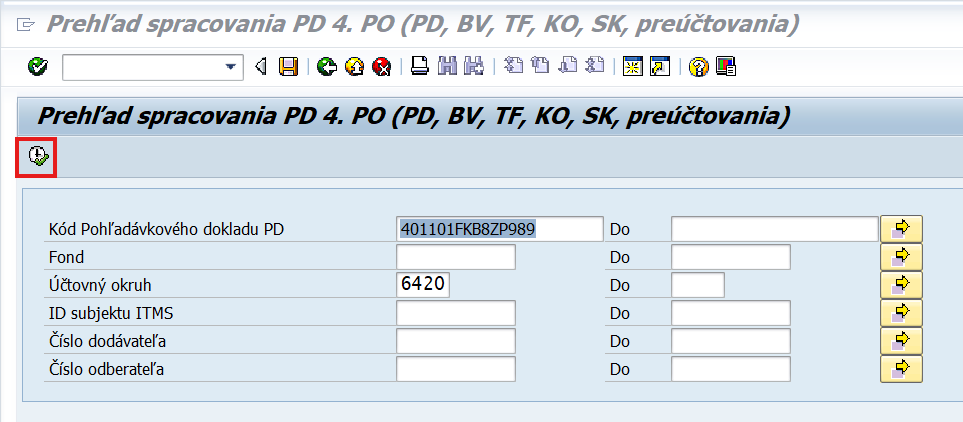 Prehľad spracovania PD 4. PO (PD, BV, TF, KO, SK, preúčtovania)
Prehľad spracovania PD 4. PO (PD, BV, TF, KO, SK, preúčtovania)
Kód Pohľadávkového dokladu PD 401101FKB8ZP989 Do
Fond Do
Účtovný okruh 6420 Do
ID subjektu ITMS Do
Číslo dodávateľa Do
Číslo odberateľa Do